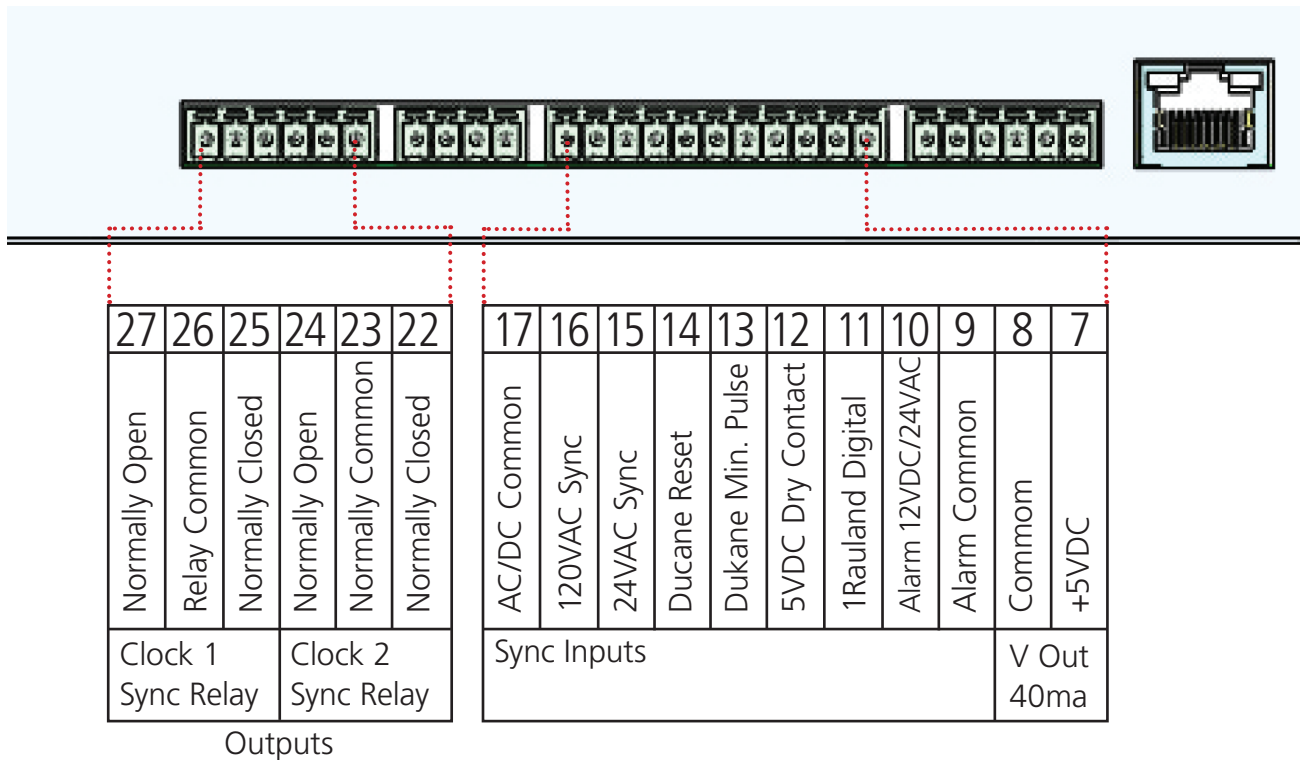 27 26 25 24 23 22
Normally Open
Relay Common
Normally Closed
Normally Open
Normally Common
Normally Closed
Clock 1
Sync Relay
Clock 2
Sync Relay
Outputs
17 16 15 14 13 12 11 10 9 8 7
AC/DC Common
120VAC Sync
24VAC Sync
Ducane Reset
Dukane Min. Pulse
5VDC Dry Contact
1Rauland Digital
Alarm 12VDC/24VAC
Alarm Common
Commom
+5VDC
Sync Inputs
V Out
40ma